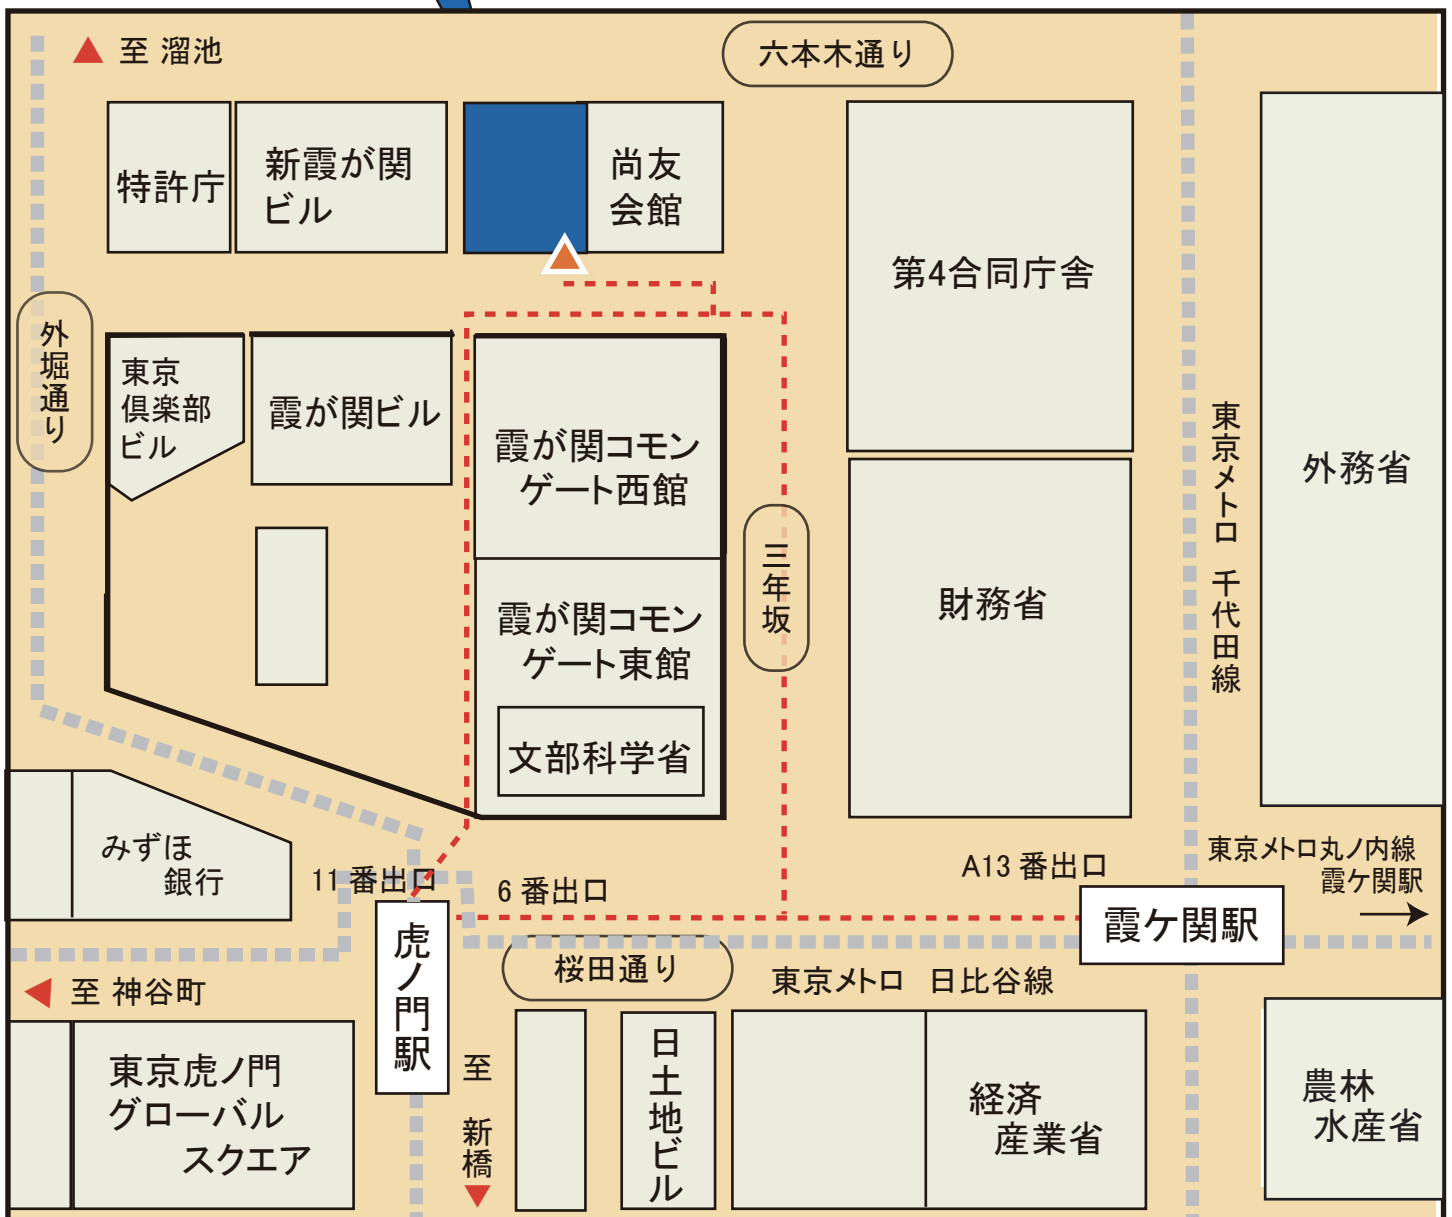 至 溜池
六本木通り
特許庁
新霞が関
ビル
尚友
会館
第4合同庁舎
外堀通り
東京
倶楽部
ビル
霞が関ビル
霞が関コモン
ゲート西館
三年坂
霞が関コモン
ゲート東館
文部科学省
財務省
東京メトロ 千代田線
外務省
みずほ
銀行
11 番出口
6 番出口
A13 番出口
東京メトロ丸ノ内線
霞ケ関駅
霞ケ関駅
虎ノ門駅
桜田通り
東京メトロ 日比谷線
至 神谷町
東京虎ノ門
グローバル
スクエア
至 新橋
日土地ビル
経済
産業省
農林
水産省